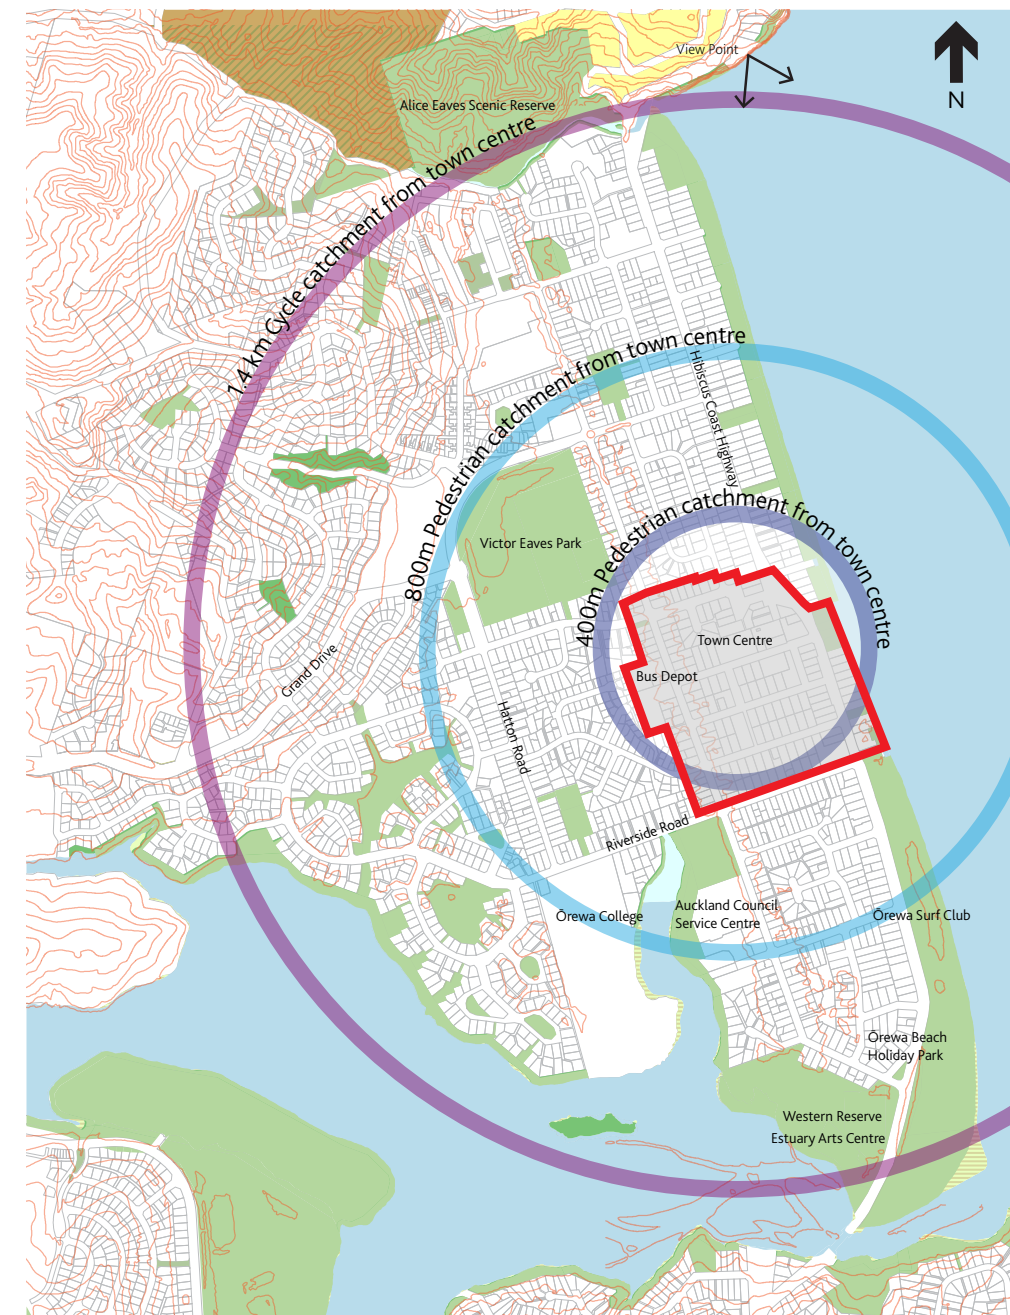 View Point
N
Alice Eaves Scenic Reserve
1.4 km Cycle catchment from town centre
800m Pedestrian catchment from town centre
Hibiscus Coast Highway
400m Pedestrian catchment from town centre
Victor Eaves Park
Town Centre
Bus Depot
Grand Drive
Hatton Road
Riverside Road
Ōrewa College
Auckland Council
Service Centre
Ōrewa Surf Club
Ōrewa Beach
Holiday Park
Western Reserve
Estuary Arts Centre